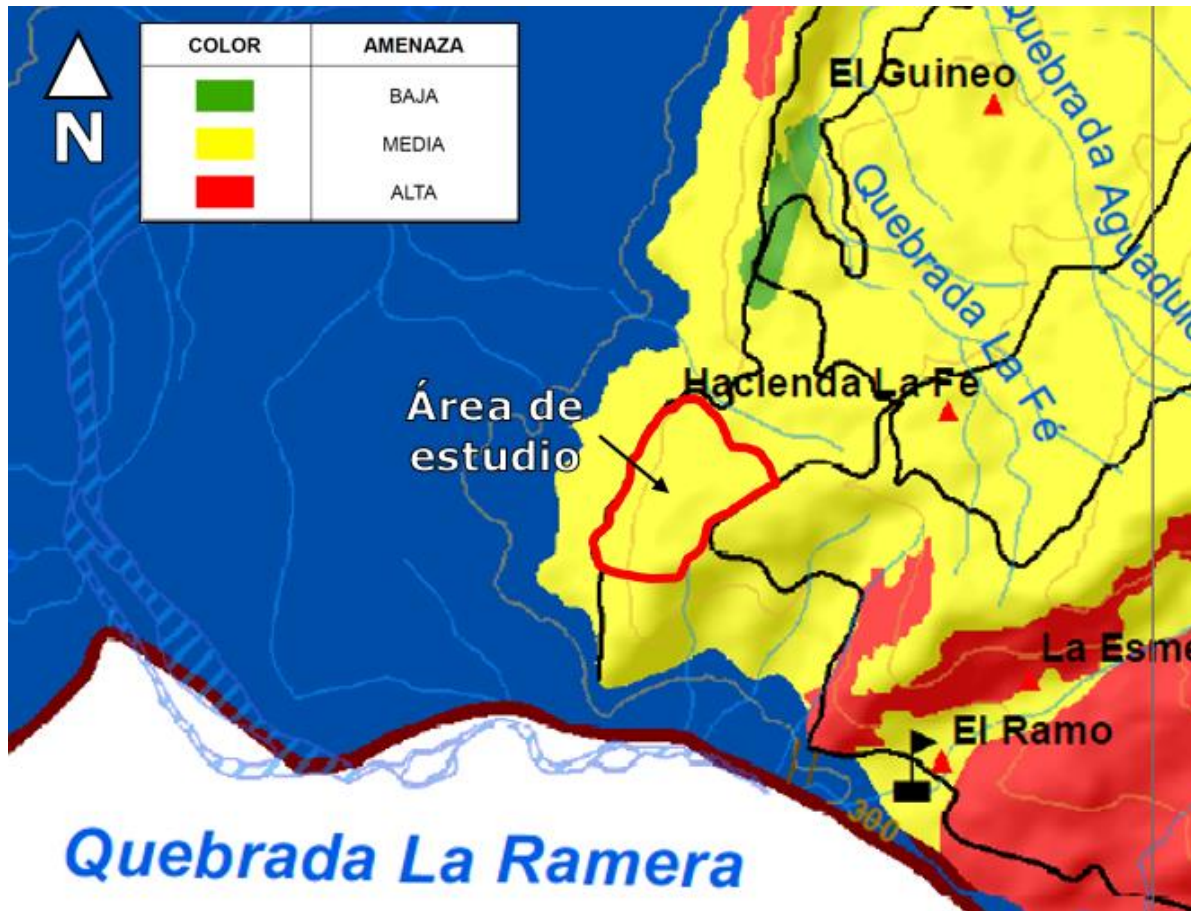 N
COLOR AMENAZA
BAJA
MEDIA
ALTA
El Guineo
Quebrada Aguadulc
Quebrada La Fé
Hacienda La Fe
Área de
estudio
La Esme
El Ramo
300
Quebrada La Ramera